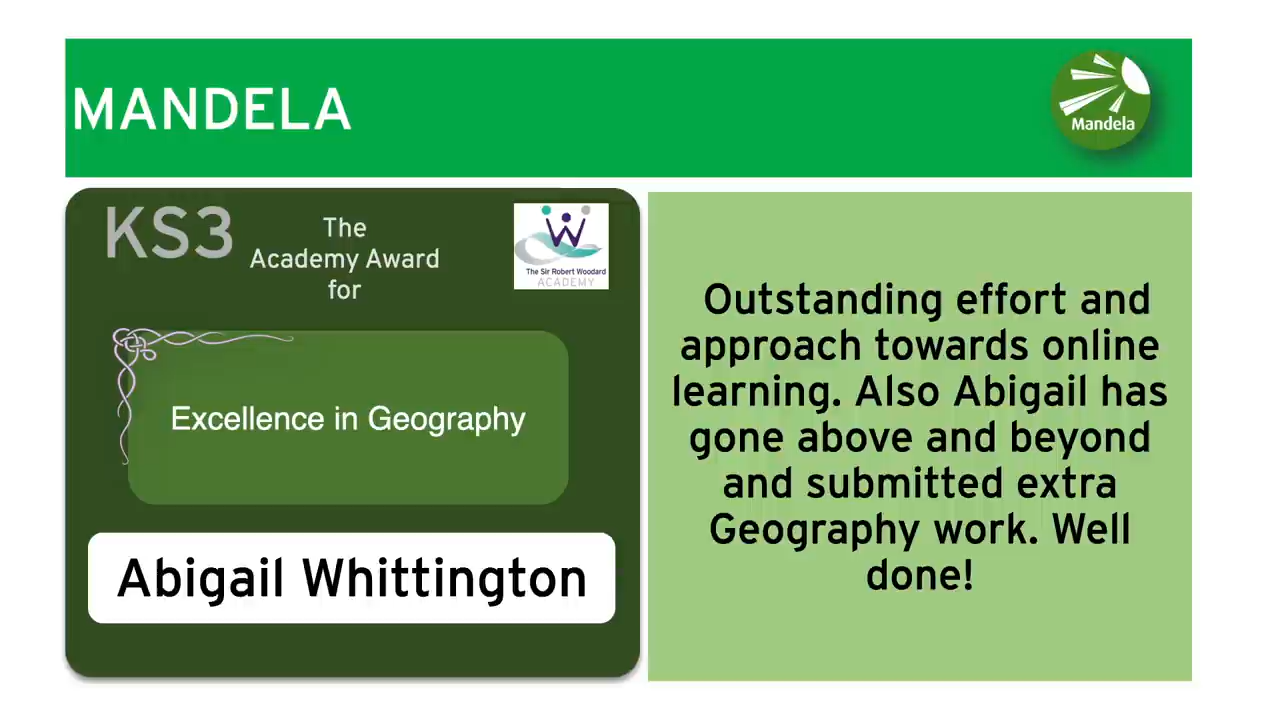 MANDELA
Mandela
KS3
The
Academy Award
for
The Sir Robert Woodard
ACADEMY
Excellence in Geography
Abigail Whittington
Outstanding effort and
approach towards online
learning. Also Abigail has
gone above and beyond
and submitted extra
Geography work. Well
done!